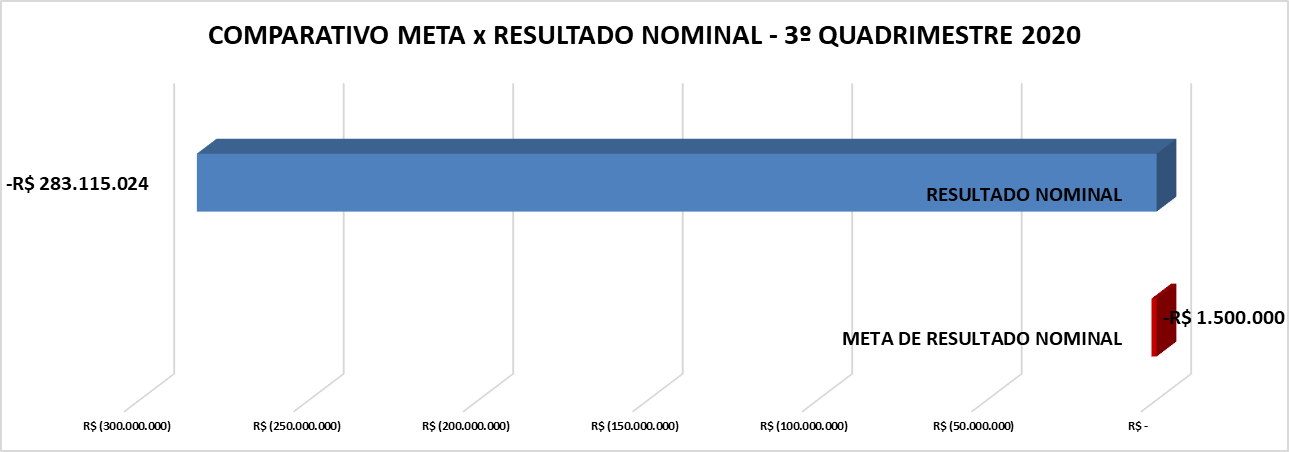 COMPARATIVO META x RESULTADO NOMINAL - 3º QUADRIMESTRE 2020
-R$ 283.115.024
RESULTADO NOMINAL
-R$ 1.500.000
META DE RESULTADO NOMINAL
R$ (300.000.000) R$ (250.000.000) R$ (200.000.000) R$ (150.000.000) R$ (100.000.000) R$ (50.000.000) R$ -